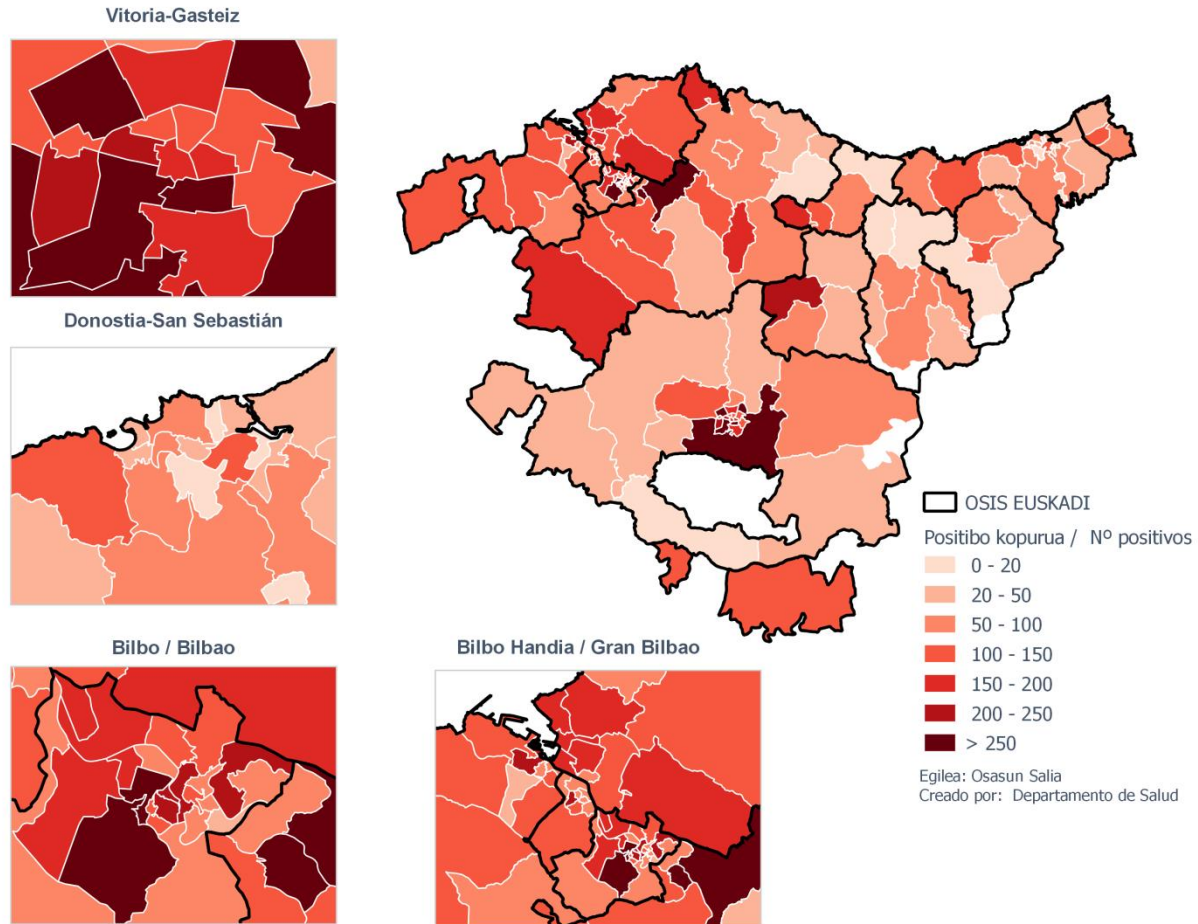 Vitoria-Gasteiz
Donostia-San Sebastián
Bilbo / Bilbao
Bilbo Handia / Gran Bilbao
OSIS EUSKADI
Positibo kopurua / Nº positivos
0 - 20
20 - 50
50 - 100
100 - 150
150 - 200
200 - 250
> 250
Egilea: Osasun Salia
Creado por: Departamento de Salud